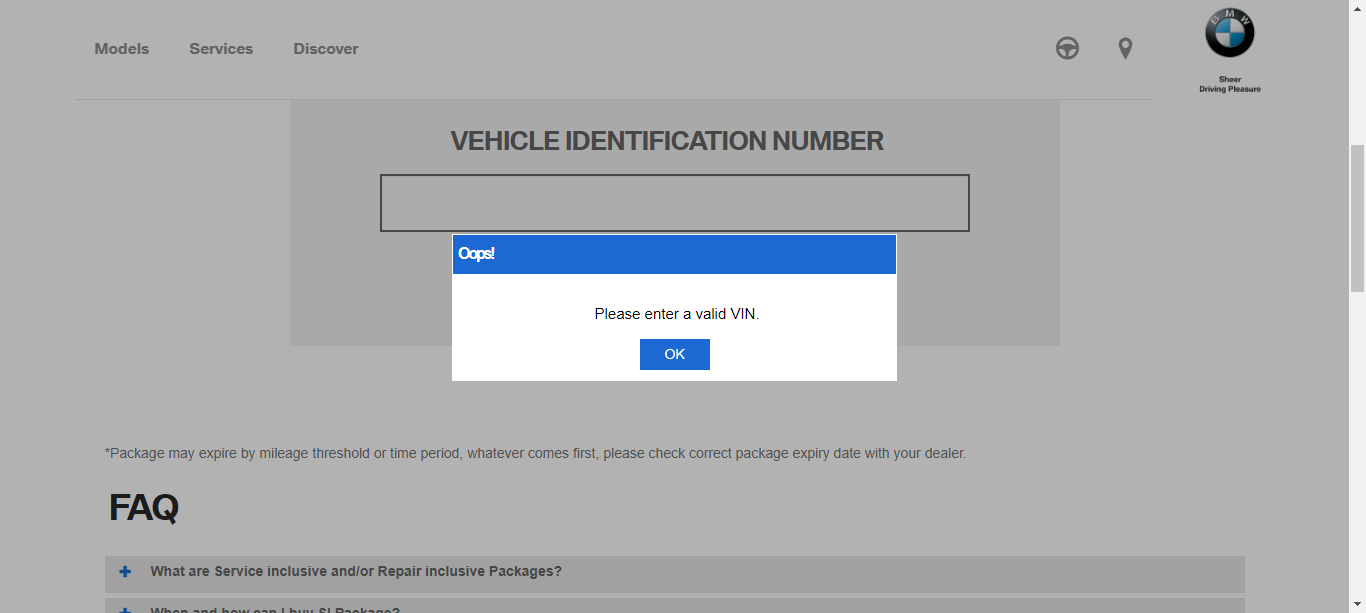 Models Services Discover
BMW
Sheer
Driving Pleasure
VEHICLE IDENTIFICATION NUMBER
Oops!
Please enter a valid VIN.
OK
*Package may expire by mileage threshold or time period, whatever comes first, please check correct package expiry date with your dealer.
FAQ
+ What are Service inclusive and/or Repair inclusive Packages?
+ When and how can I buy SI Package?